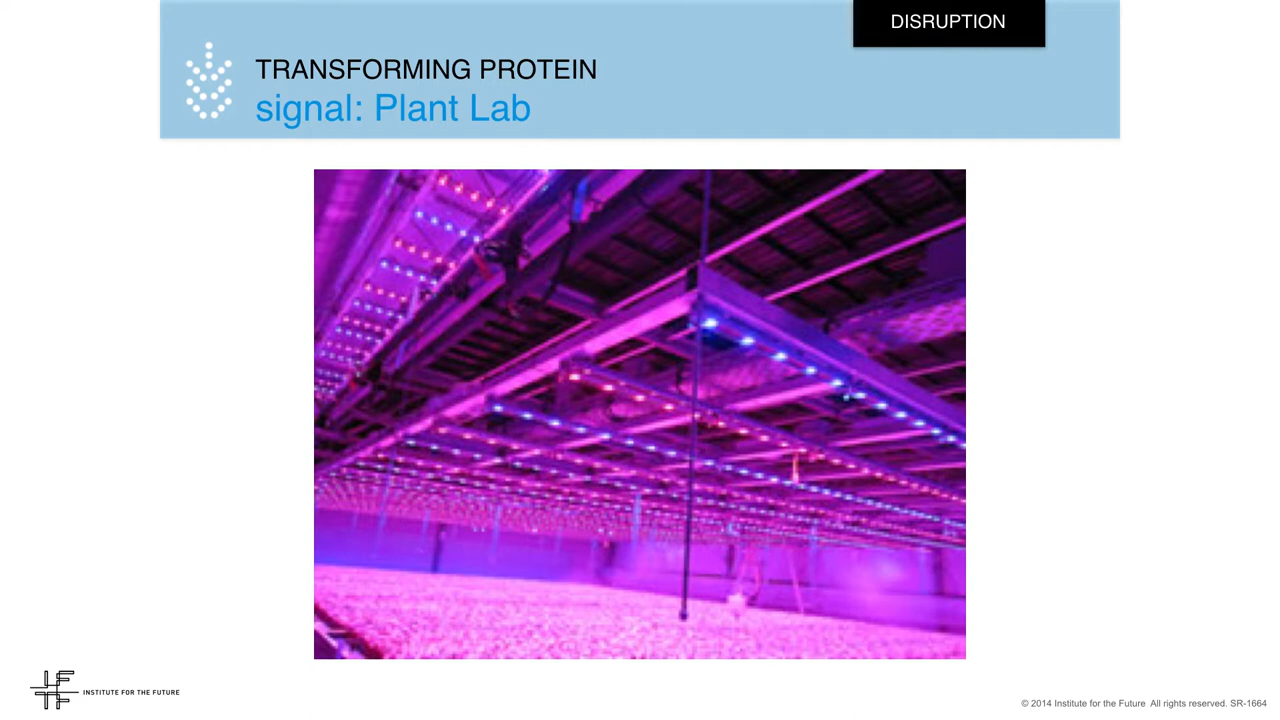 DISRUPTION
TRANSFORMING PROTEIN
signal: Plant Lab
INSTITUTE FOR THE FUTURE
© 2014 Institute for the Future All rights reserved. SR-1664